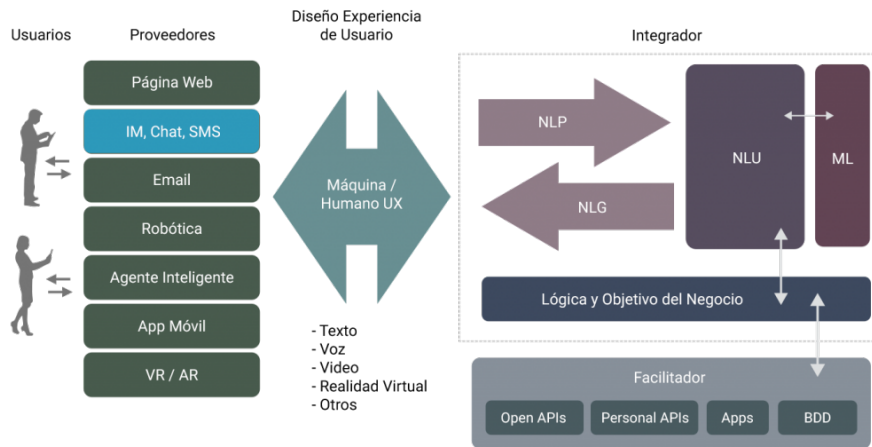 Usuarios
Proveedores
Diseño Experiencia
de Usuario
Integrador
Página Web
IM, Chat, SMS
Email
Robótica
Agente Inteligente
App Móvil
VR / AR
Máquina /
Humano UX
- Texto
- Voz
- Video
- Realidad Virtual
- Otros
NLP
NLG
NLU
ML
Lógica y Objetivo del Negocio
Facilitador
Open APIs
Personal APIs
Apps
BDD